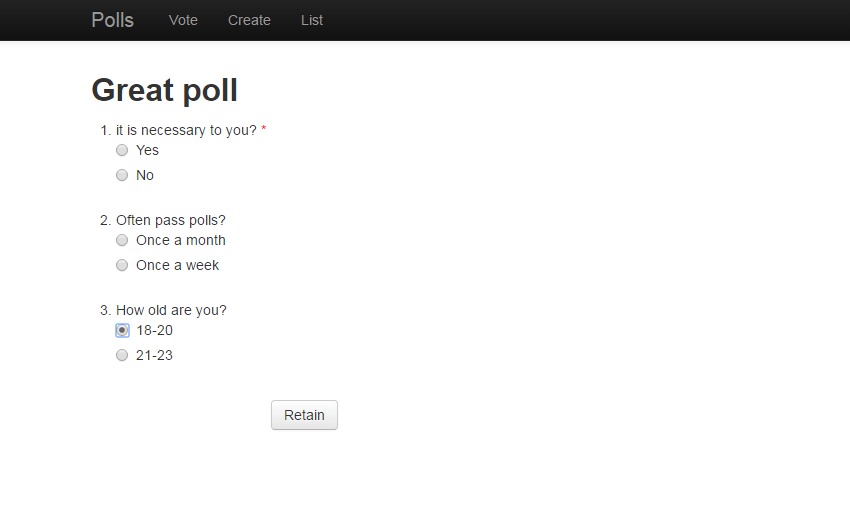 Polls Vote Create List
Great poll
1. it is necessary to you? *
Yes
No
2. Often pass polls?
Once a month
Once a week
3. How old are you?
18-20
21-23
Retain